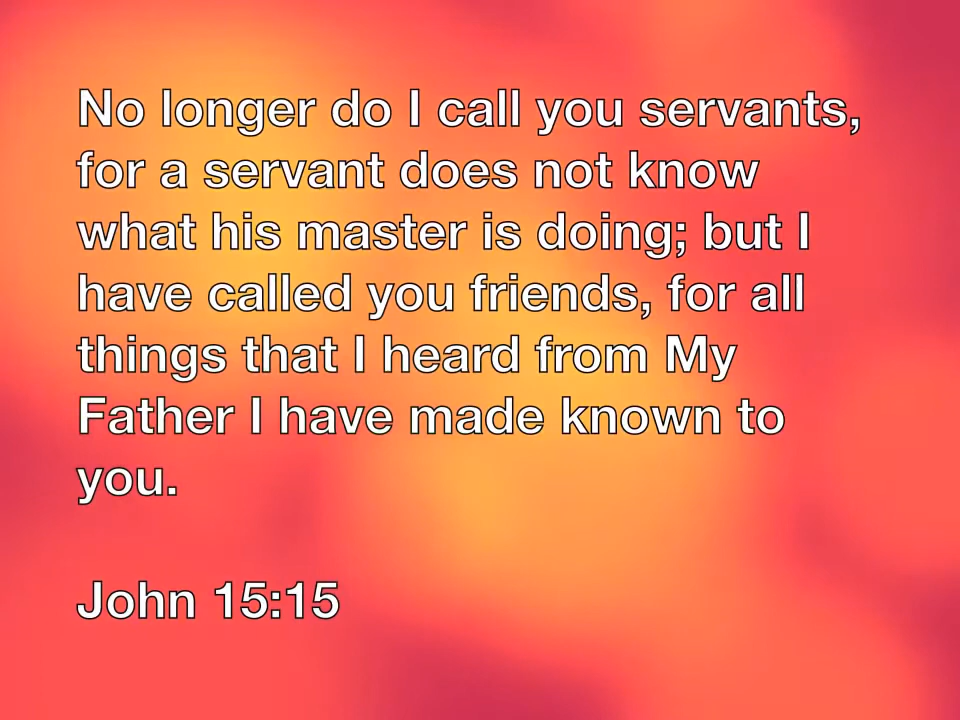 No longer do I call you servants,
for a servant does not know
what his master is doing; but I
have called you friends, for all
things that I heard from My
Father I have made known to
you.
John 15:15